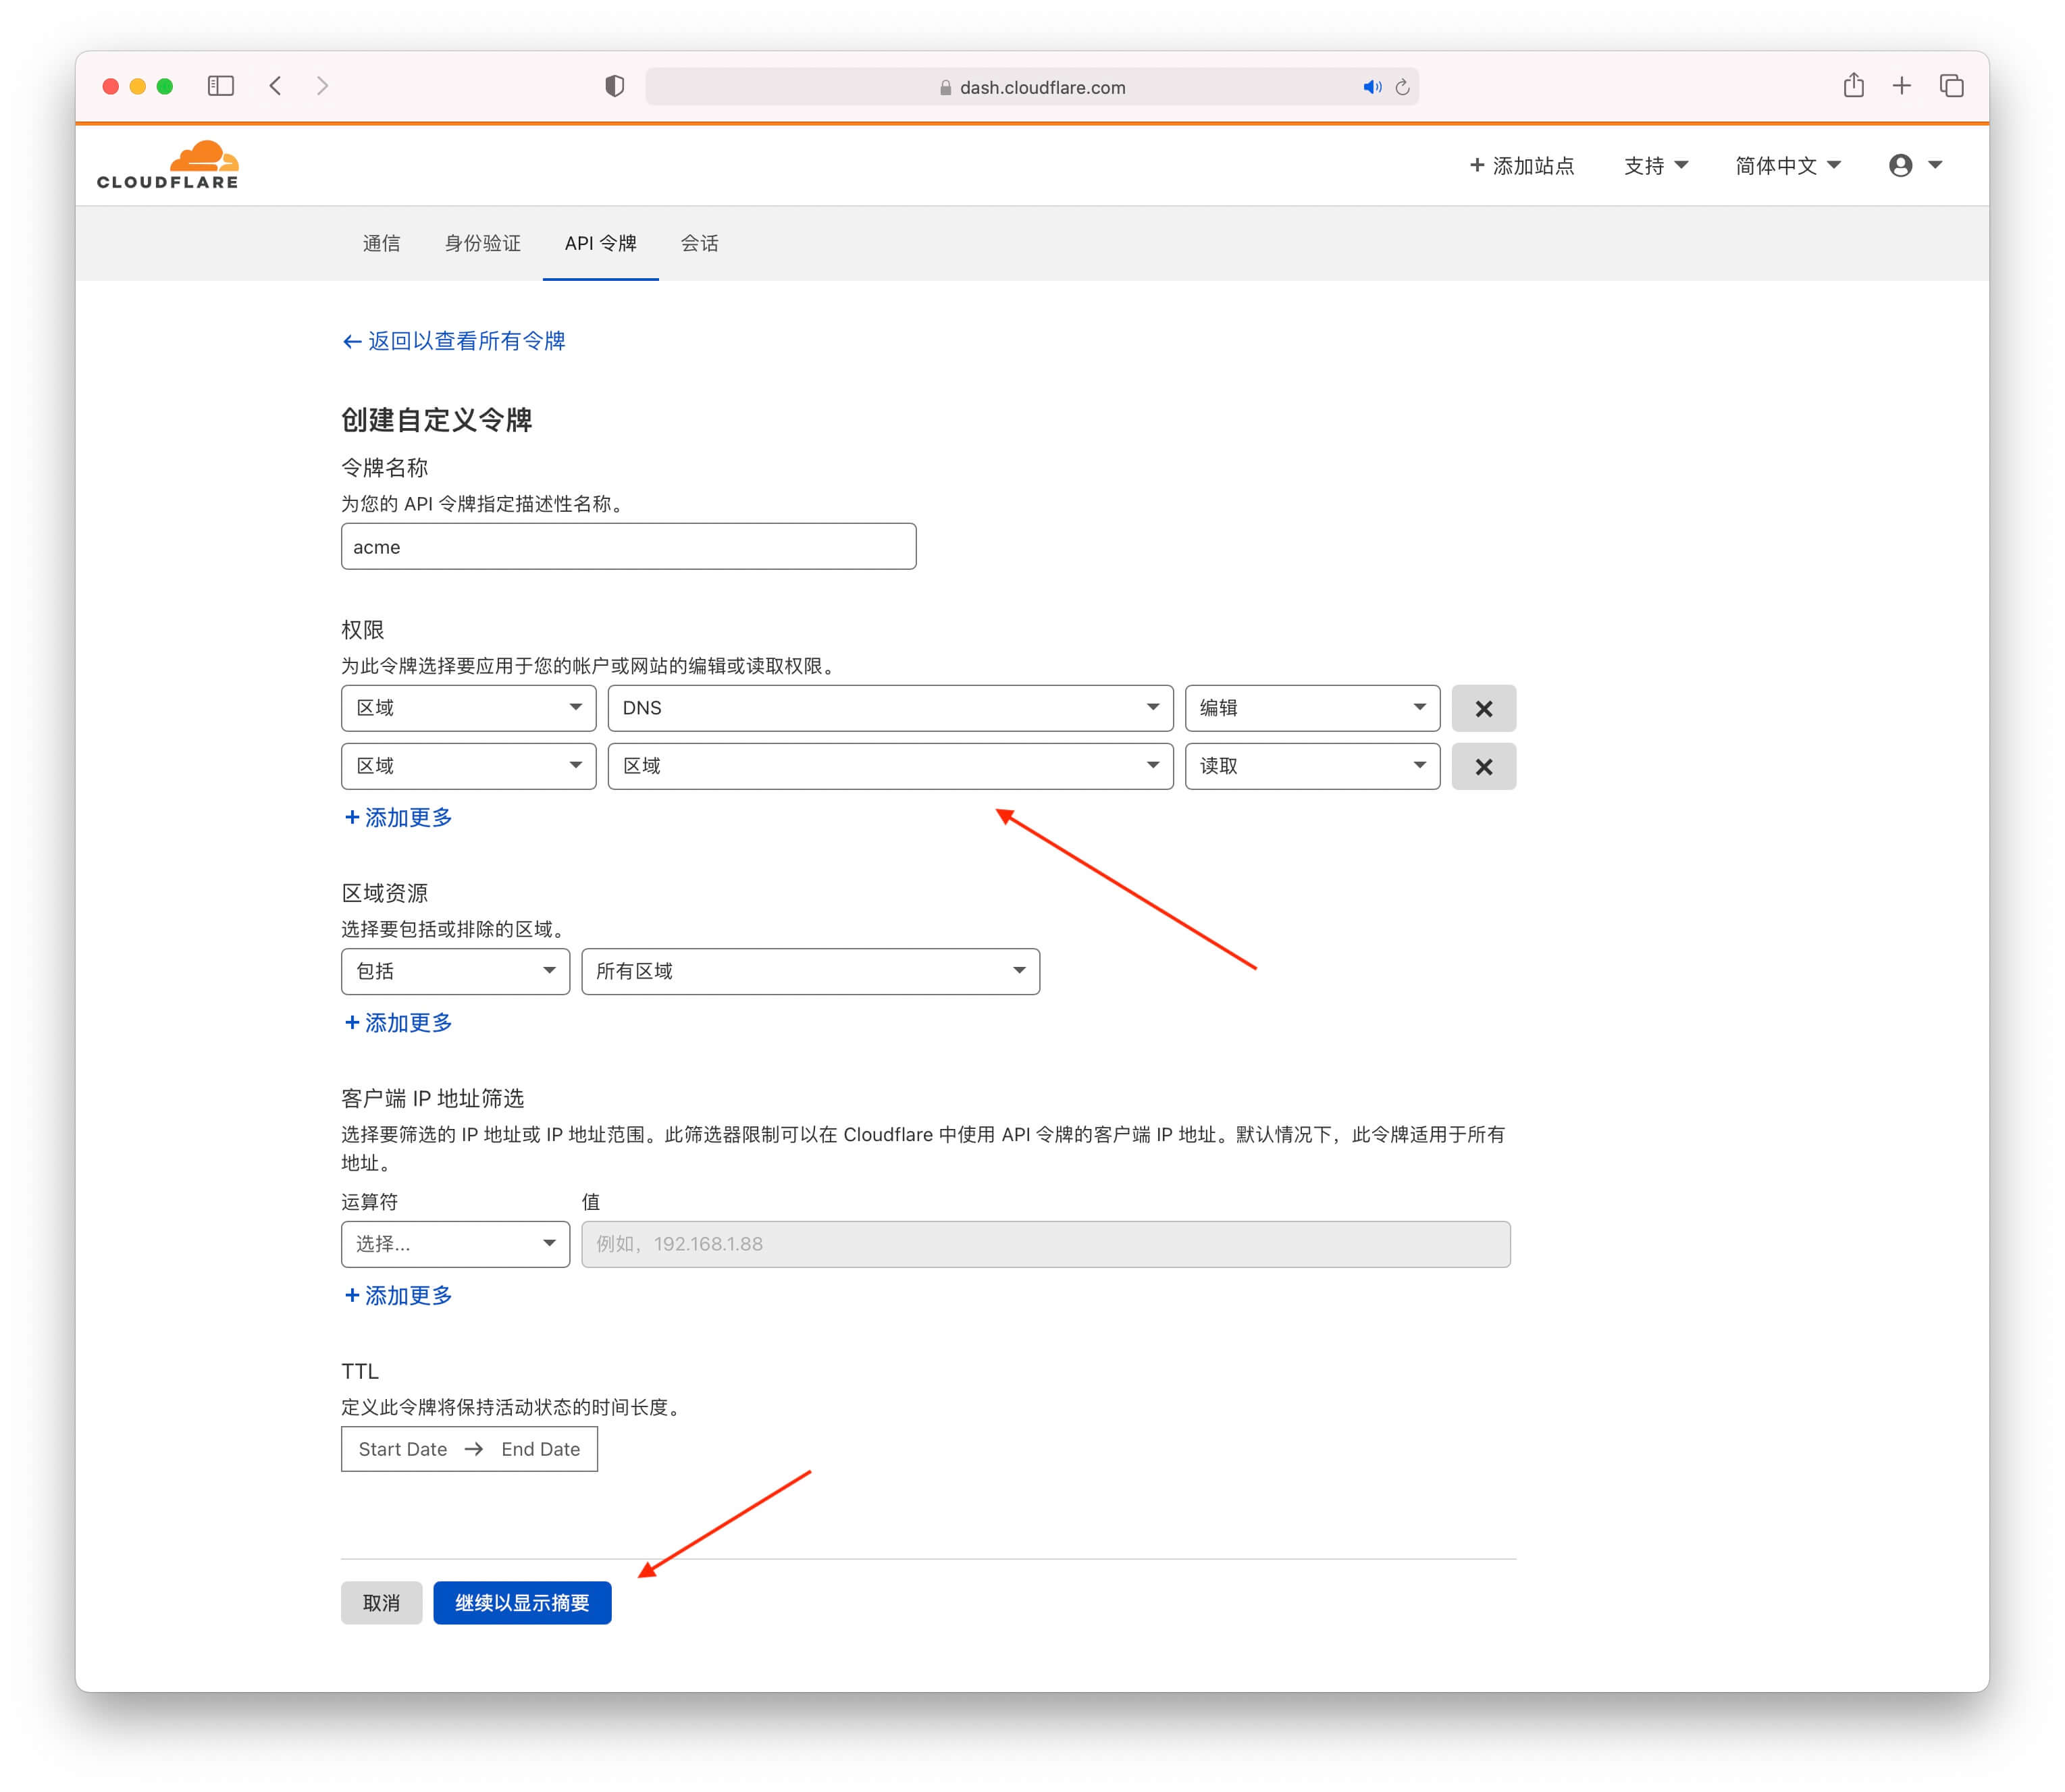 dash.cloudflare.com
CLOUDFLARE
+ 添加站点 支持 简体中文
通信 身份验证 API 令牌 会话
← 返回以查看所有令牌
创建自定义令牌
令牌名称
为您的 API 令牌指定描述性名称。
acme
权限
为此令牌选择要应用于您的帐户或网站的编辑或读取权限。
区域 DNS 编辑
区域 区域 读取
+ 添加更多
区域资源
选择要包括或排除的区域。
包括 所有区域
+ 添加更多
客户端 IP 地址筛选
选择要筛选的 IP 地址或 IP 地址范围。此筛选器限制可以在 Cloudflare 中使用 API 令牌的客户端 IP 地址。默认情况下，此令牌适用于所有
地址。
运算符 值
选择... 例如，192.168.1.88
+ 添加更多
TTL
定义此令牌将保持活动状态的时间长度。
Start Date → End Date
取消 继续以显示摘要